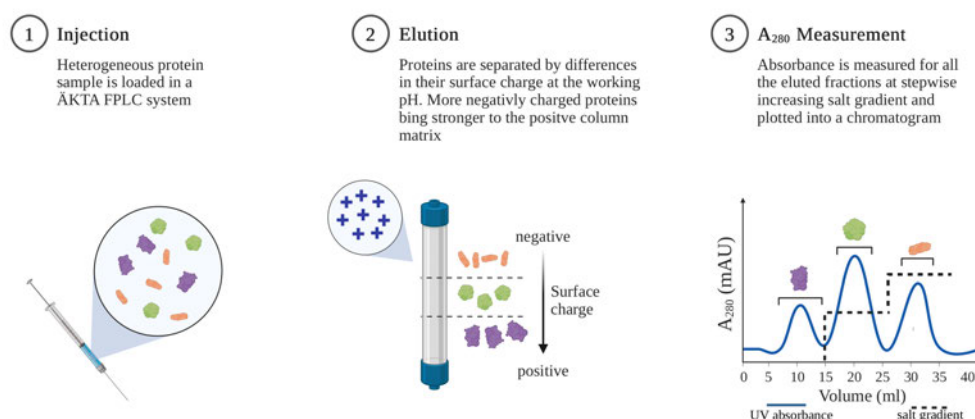 1 Injection
Heterogeneous protein
sample is loaded in a
ÄKTA FPLC system
2 Elution
Proteins are separated by differences
in their surface charge at the working
pH. More negativly charged proteins
bing stronger to the positve column
matrix
negative
Surface
charge
positive
3 A₂₈₀ Measurement
Absorbance is measured for all
the eluted fractions at stepwise
increasing salt gradient and
plotted into a chromatogram
A₂₈₀ (mAU)
0 5 10 15 20 25 30 35 40
Volume (ml)
UV absorbance
salt gradient